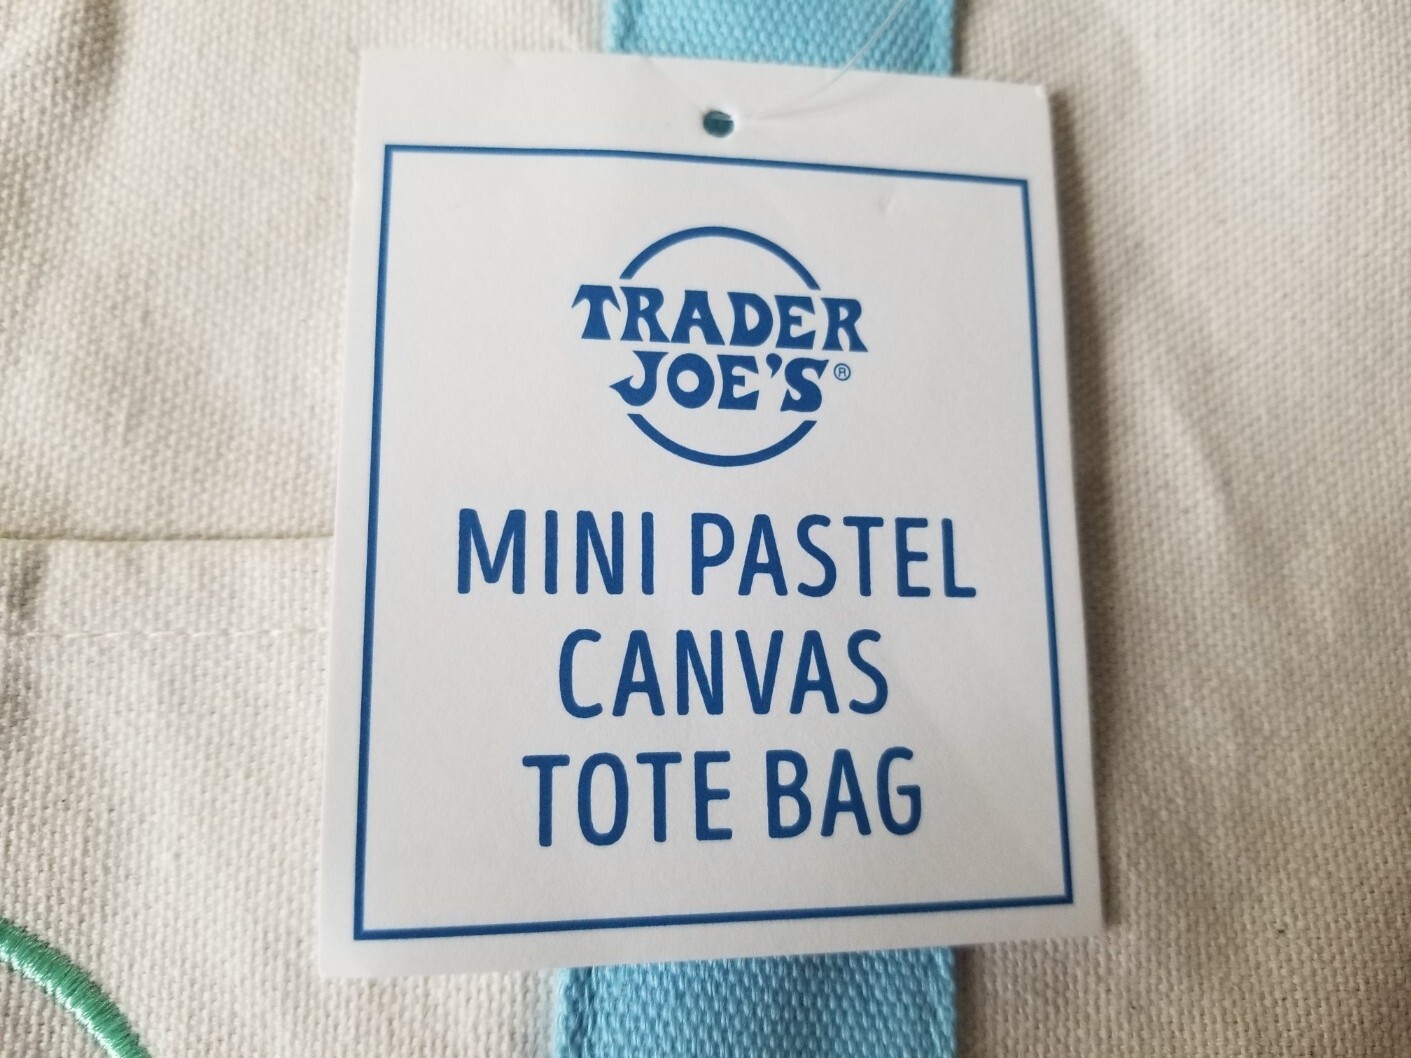 TRADER
JOE'S®
MINI PASTEL
CANVAS
TOTE BAG